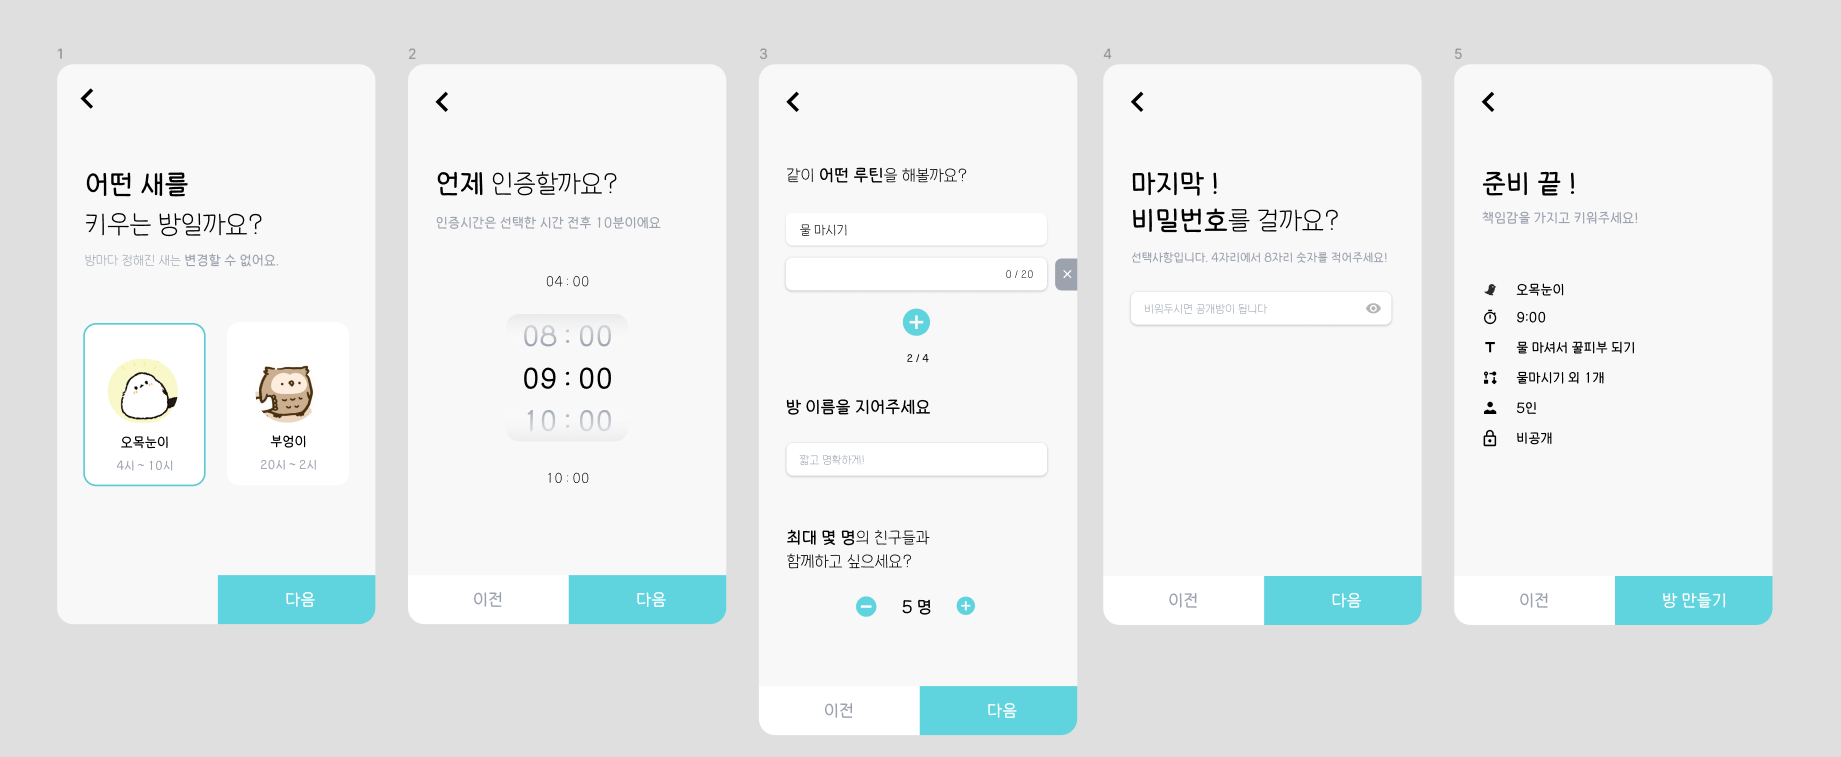 1
어떤 새를
키우는 방일까요?
방마다 정해진 새는 변경할 수 없어요.
오목눈이
4시 ~ 10시
부엉이
20시 ~ 2시
다음
2
언제 인증할까요?
인증시간은 선택한 시간 전후 10분이에요
04 : 00
08 : 00
09 : 00
10 : 00
10 : 00
이전
다음
3
같이 어떤 루틴을 해볼까요?
물 마시기
0 / 20
2 / 4
방 이름을 지어주세요
짧고 명확하게!
최대 몇 명의 친구들과
함께하고 싶으세요?
5 명
이전
다음
4
마지막 !
비밀번호를 걸까요?
선택사항입니다. 4자리에서 8자리 숫자를 적어주세요!
비워두시면 공개방이 됩니다
이전
다음
5
준비 끝 !
책임감을 가지고 키워주세요!
오목눈이
9:00
물 마셔서 꿀피부 되기
물마시기 외 1개
5인
비공개
이전
방 만들기